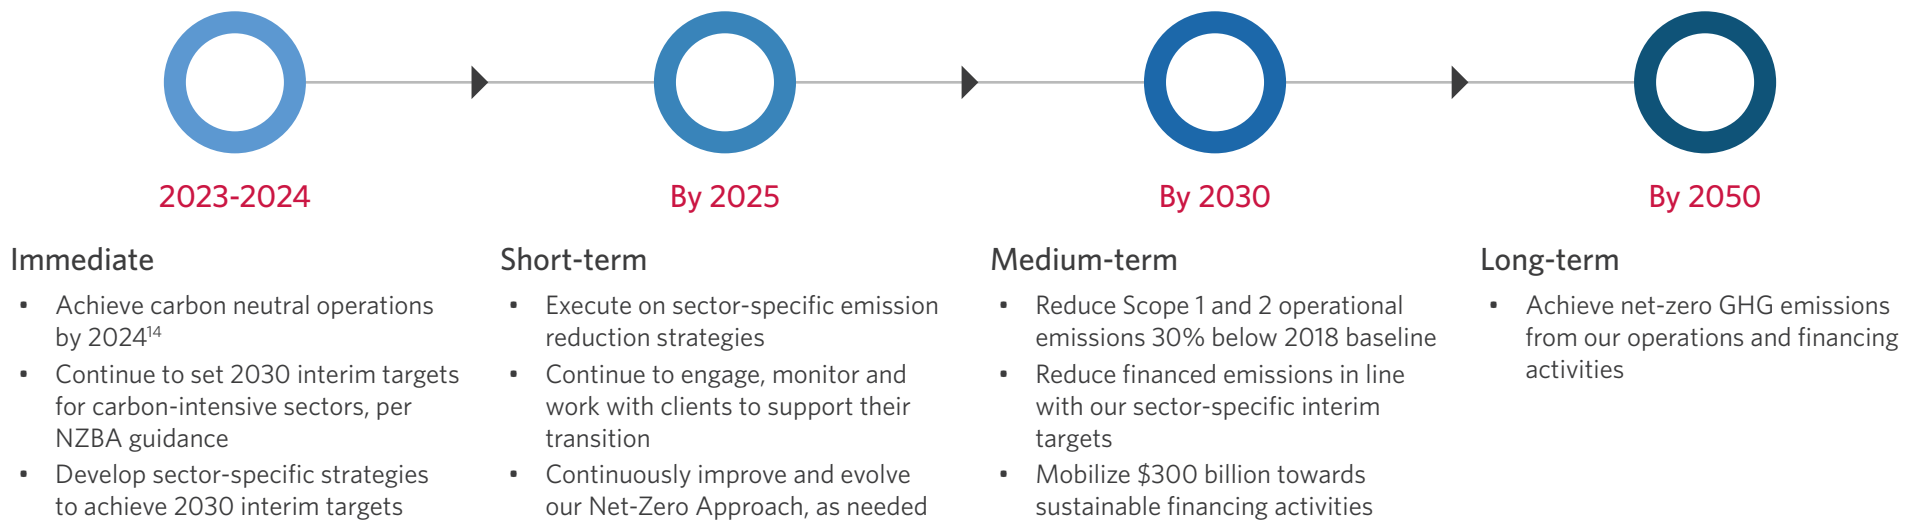 2023-2024
Immediate
▪ Achieve carbon neutral operations
by 2024¹⁴
▪ Continue to set 2030 interim targets
for carbon-intensive sectors, per
NZBA guidance
▪ Develop sector-specific strategies
to achieve 2030 interim targets
By 2025
Short-term
▪ Execute on sector-specific emission
reduction strategies
▪ Continue to engage, monitor and
work with clients to support their
transition
▪ Continuously improve and evolve
our Net-Zero Approach, as needed
By 2030
Medium-term
▪ Reduce Scope 1 and 2 operational
emissions 30% below 2018 baseline
▪ Reduce financed emissions in line
with our sector-specific interim
targets
▪ Mobilize $300 billion towards
sustainable financing activities
By 2050
Long-term
▪ Achieve net-zero GHG emissions
from our operations and financing
activities